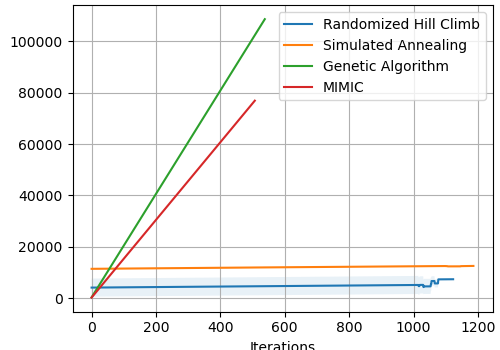 100000
80000
60000
40000
20000
0
Randomized Hill Climb
Simulated Annealing
Genetic Algorithm
MIMIC
0 200 400 600 800 1000 1200
Iterations